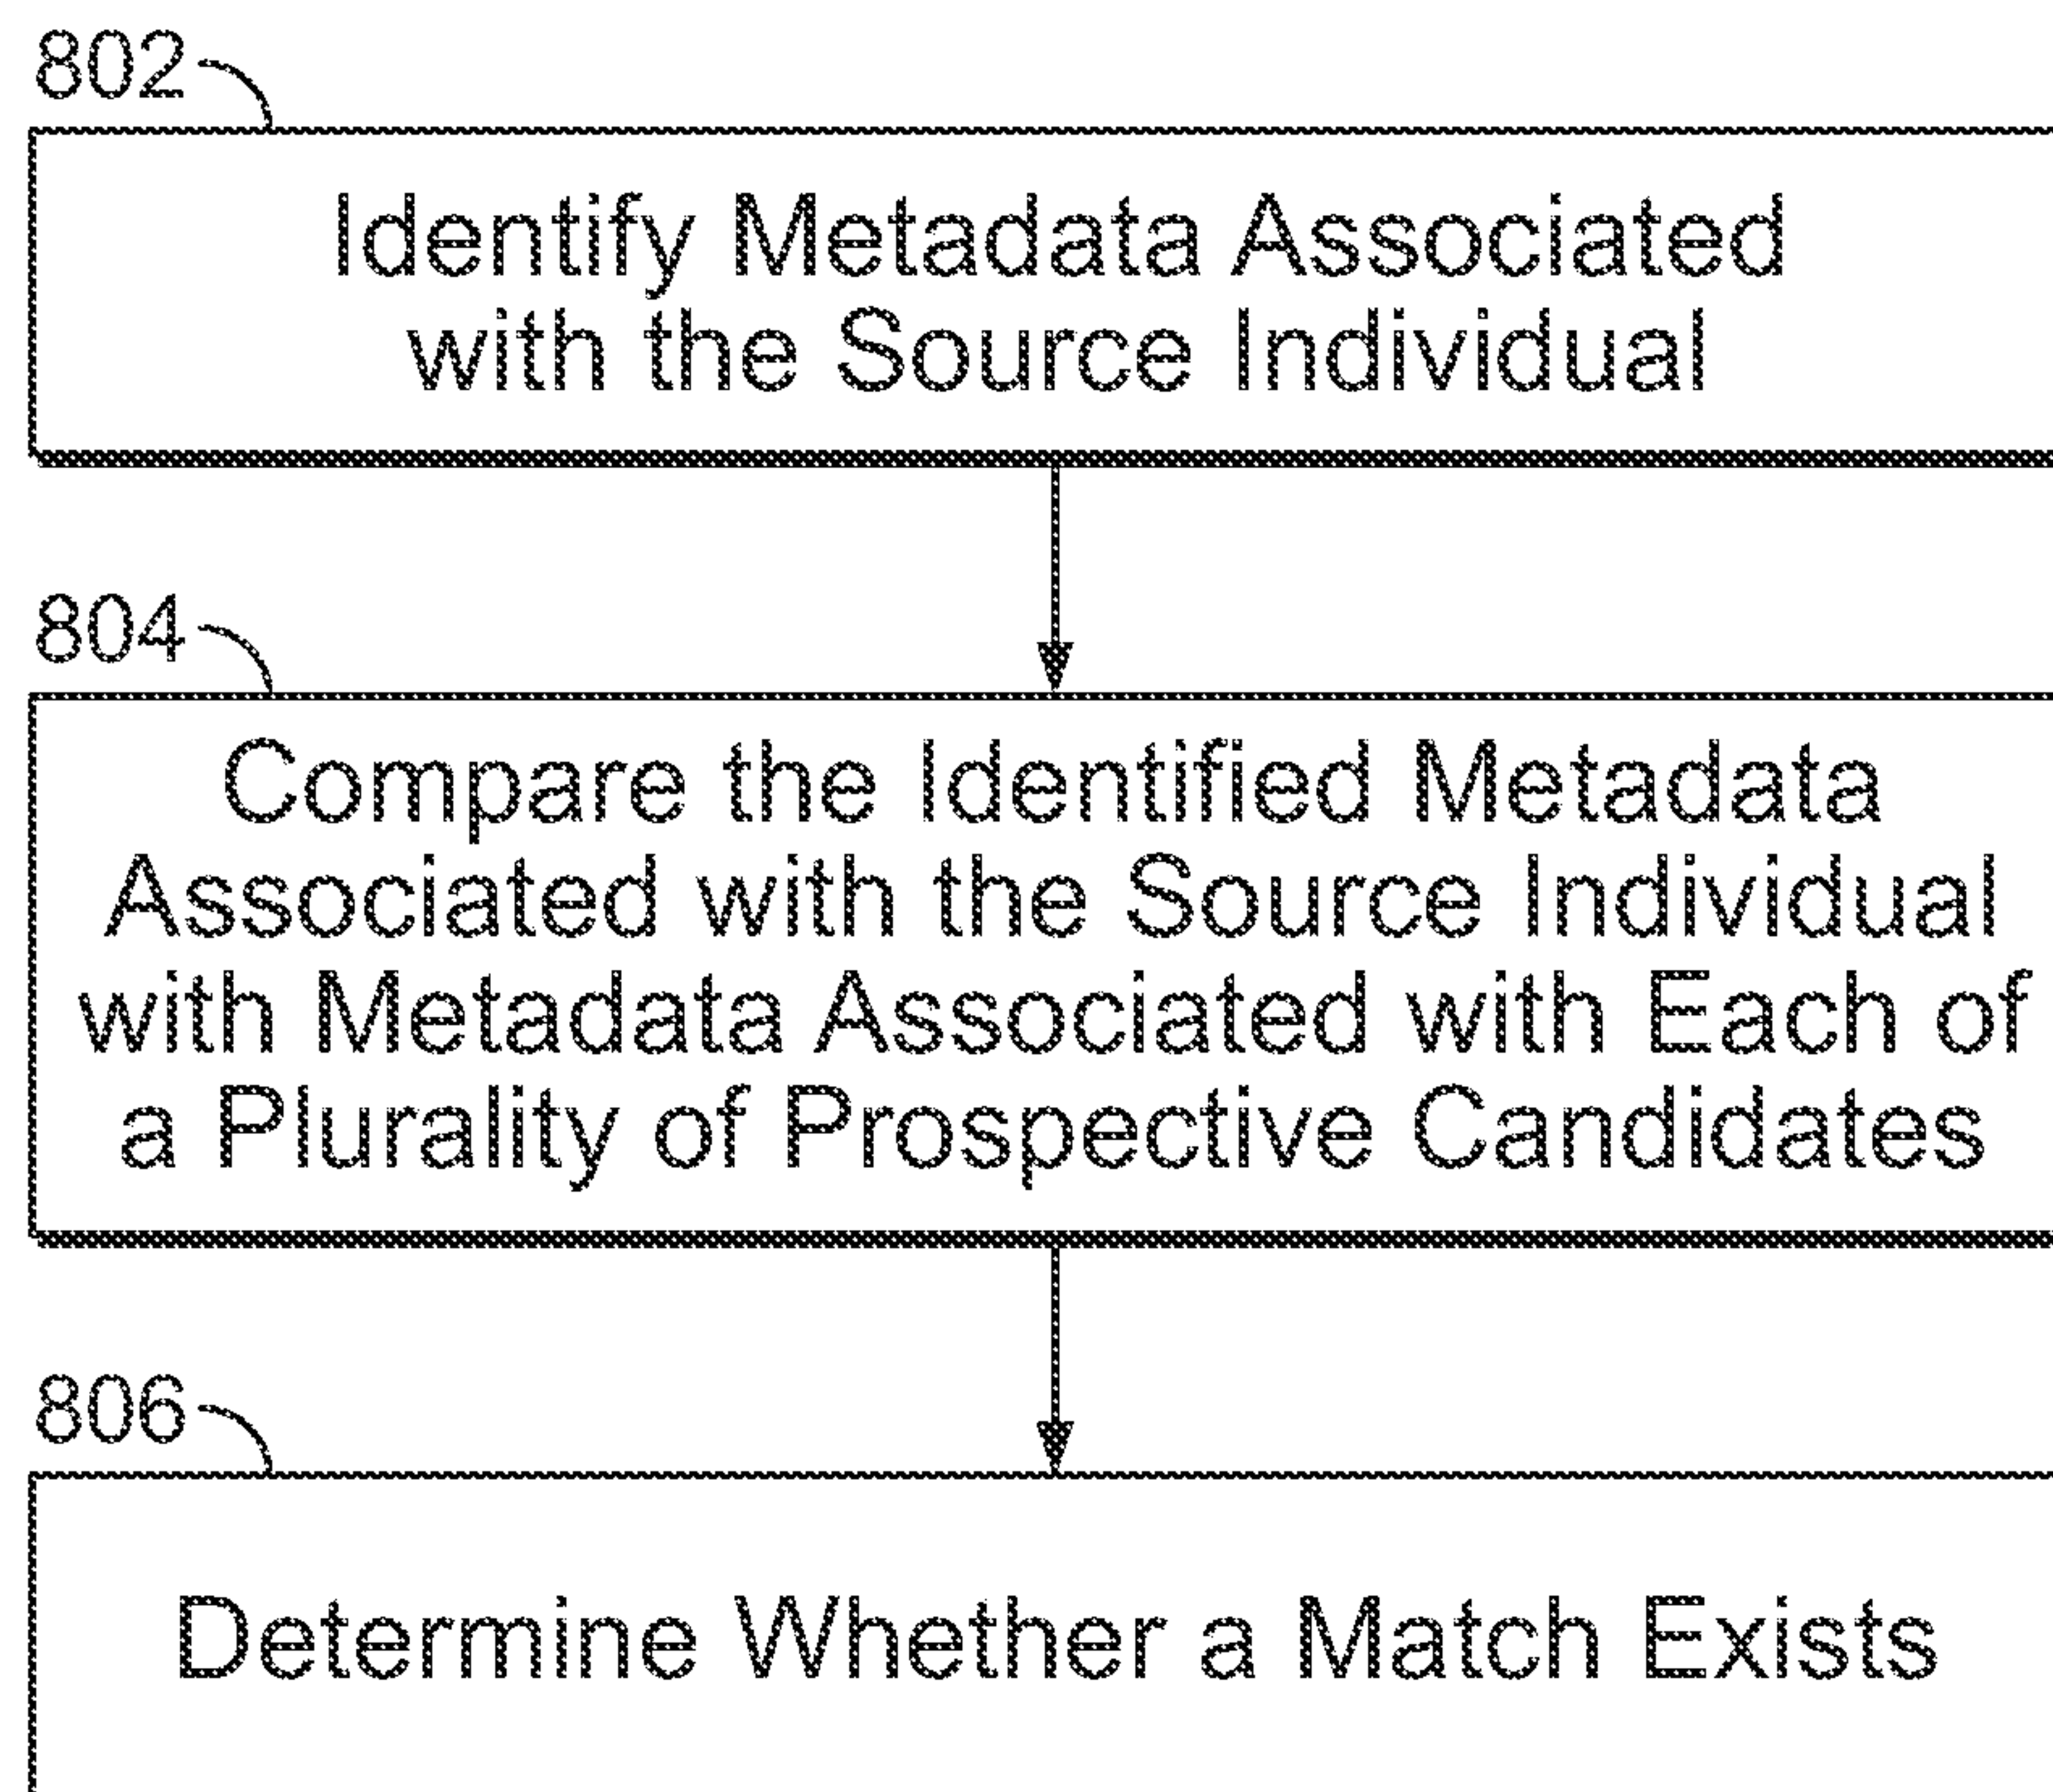 802
Identify Metadata Associated
with the Source Individual
804
Compare the Identified Metadata
Associated with the Source Individual
with Metadata Associated with Each of
a Plurality of Prospective Candidates
806
Determine Whether a Match Exists